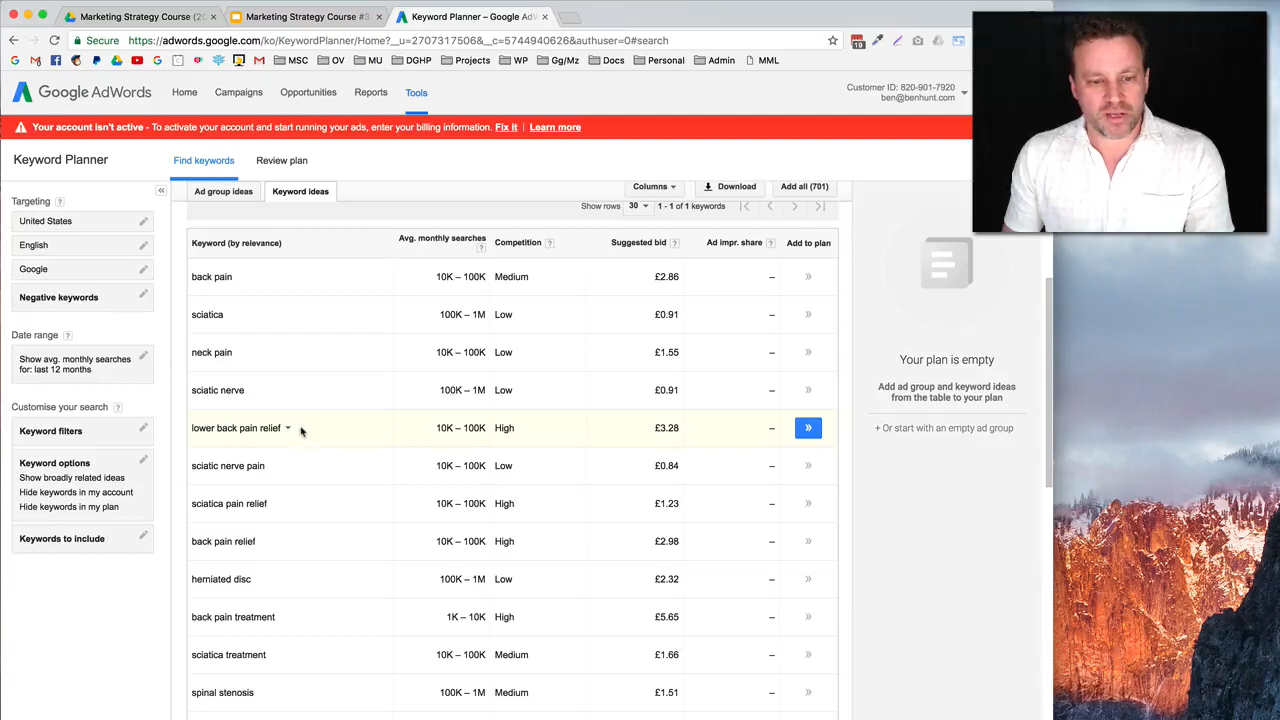 Marketing Strategy Course (20
Marketing Strategy Course #3
Keyword Planner – Google AdW
Secure
https://adwords.google.com/ko/KeywordPlanner/Home?__u=2707317506&__c=5744940626&authuser=0#search
19
MSC
OV
MU
DGHP
Projects
WP
Gg/Mz
Docs
Personal
Admin
MML
Google AdWords
Home
Campaigns
Opportunities
Reports
Tools
Customer ID: 820-901-7920
ben@benhunt.com
Your account isn't active - To activate your account and start running your ads, enter your billing information. Fix it Learn more
Keyword Planner
Find keywords
Review plan
Targeting ?
United States
English
Google
Negative keywords
Date range ?
Show avg. monthly searches
for: last 12 months
Customise your search ?
Keyword filters
Keyword options
Show broadly related ideas
Hide keywords in my account
Hide keywords in my plan
Keywords to include
Ad group ideas
Keyword ideas
Columns
Download
Add all (701)
Show rows 30 1 - 1 of 1 keywords
Keyword (by relevance) Avg. monthly searches ? Competition ? Suggested bid ? Ad impr. share ? Add to plan
back pain 10K – 100K Medium £2.86 – »
sciatica 100K – 1M Low £0.91 – »
neck pain 10K – 100K Low £1.55 – »
sciatic nerve 100K – 1M Low £0.91 – »
lower back pain relief 10K – 100K High £3.28 – »
sciatic nerve pain 10K – 100K Low £0.84 – »
sciatica pain relief 10K – 100K High £1.23 – »
back pain relief 10K – 100K High £2.98 – »
herniated disc 100K – 1M Low £2.32 – »
back pain treatment 1K – 10K High £5.65 – »
sciatica treatment 10K – 100K Medium £1.66 – »
spinal stenosis 100K – 1M Medium £1.51 – »
Your plan is empty
Add ad group and keyword ideas
from the table to your plan
+ Or start with an empty ad group